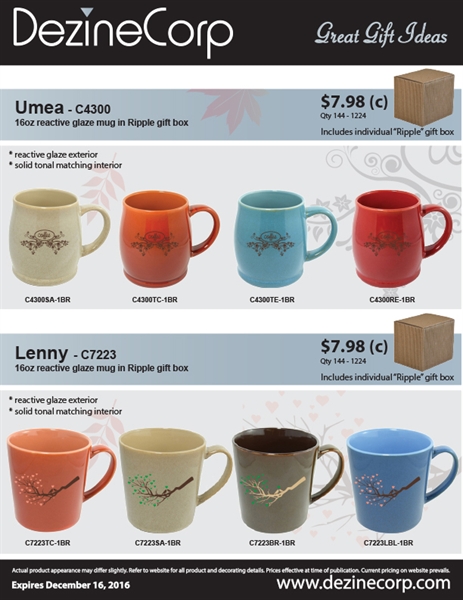 DezineCorp
Great Gift Ideas
Umea - C4300
16oz reactive glaze mug in Ripple gift box
$7.98 (c)
Qty 144 - 1224
Includes individual "Ripple" gift box
* reactive glaze exterior
* solid tonal matching interior
C4300SA-1BR
C4300TC-1BR
C4300TE-1BR
C4300RE-1BR
Lenny - C7223
16oz reactive glaze mug in Ripple gift box
$7.98 (c)
Qty 144 - 1224
Includes individual "Ripple" gift box
* reactive glaze exterior
* solid tonal matching interior
C7223TC-1BR
C7223SA-1BR
C7223BR-1BR
C7223LBL-1BR
Actual product appearance may differ slightly. Refer to website for all product and decorating details. Prices effective at time of publication. Current pricing on website prevails.
Expires December 16, 2016
www.dezinecorp.com